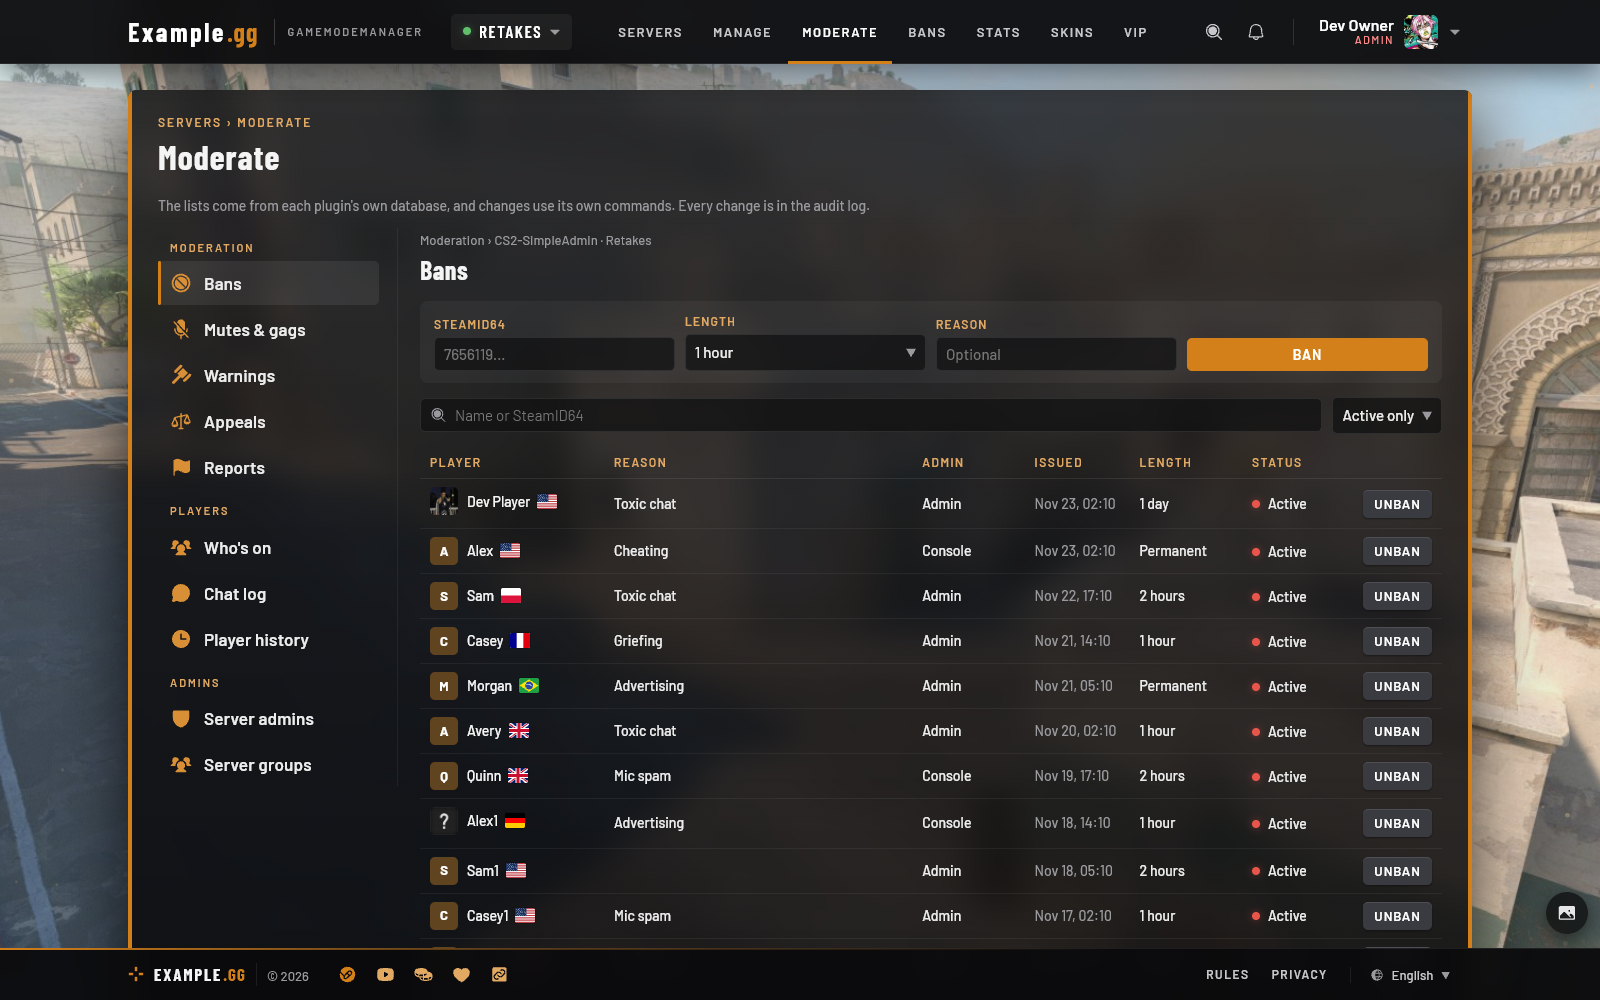 Example.gg
GAMEMODEMANAGER
RETAKES
SERVERS MANAGE MODERATE BANS STATS SKINS VIP
Dev Owner
ADMIN
SERVERS › MODERATE
Moderate
The lists come from each plugin's own database, and changes use its own commands. Every change is in the audit log.
MODERATION
Bans
Mutes & gags
Warnings
Appeals
Reports
PLAYERS
Who's on
Chat log
Player history
ADMINS
Server admins
Server groups
Moderation › CS2-SimpleAdmin · Retakes
Bans
STEAMID64 LENGTH REASON
7656119... 1 hour Optional BAN
Name or SteamID64 Active only
PLAYER REASON ADMIN ISSUED LENGTH STATUS
Dev Player Toxic chat Admin Nov 23, 02:10 1 day Active UNBAN
A Alex Cheating Console Nov 23, 02:10 Permanent Active UNBAN
S Sam Toxic chat Admin Nov 22, 17:10 2 hours Active UNBAN
C Casey Griefing Admin Nov 21, 14:10 1 hour Active UNBAN
M Morgan Advertising Admin Nov 21, 05:10 Permanent Active UNBAN
A Avery Toxic chat Admin Nov 20, 02:10 1 hour Active UNBAN
Q Quinn Mic spam Console Nov 19, 17:10 2 hours Active UNBAN
? Alex1 Advertising Console Nov 18, 14:10 1 hour Active UNBAN
S Sam1 Admin Nov 18, 05:10 2 hours Active UNBAN
C Casey1 Mic spam Admin Nov 17, 02:10 1 hour Active UNBAN
EXAMPLE.GG © 2026
RULES PRIVACY English